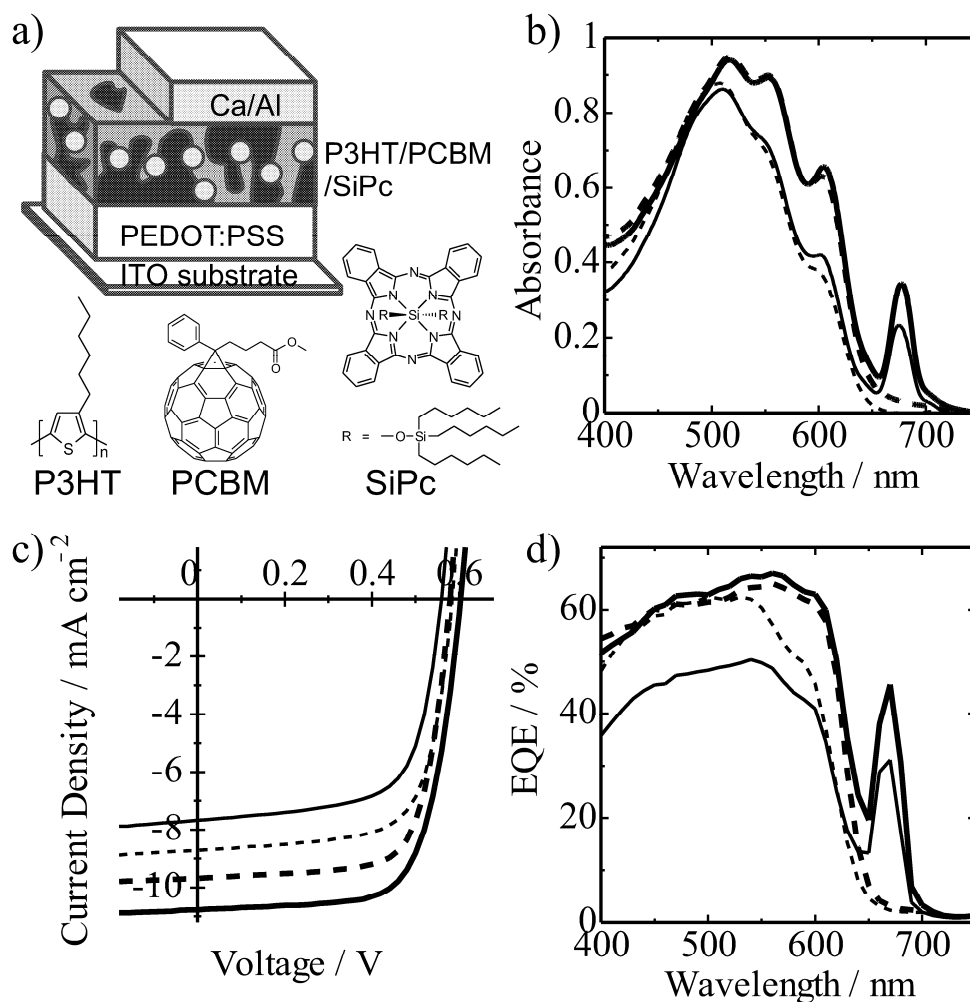 a)
Ca/Al
P3HT/PCBM
/SiPc
PEDOT:PSS
ITO substrate
N
N
N
N
N
N
N
N
R
Si
R
O
O
S
n
R = —O—Si
P3HT
PCBM
SiPc
b)
1
0.8
0.6
0.4
0.2
0
400 500 600 700
Absorbance
Wavelength / nm
c)
0 0.2 0.4 0.6
-2
-4
-6
-8
-10
Current Density / mA cm-2
Voltage / V
d)
60
40
20
0
400 500 600 700
EQE / %
Wavelength / nm